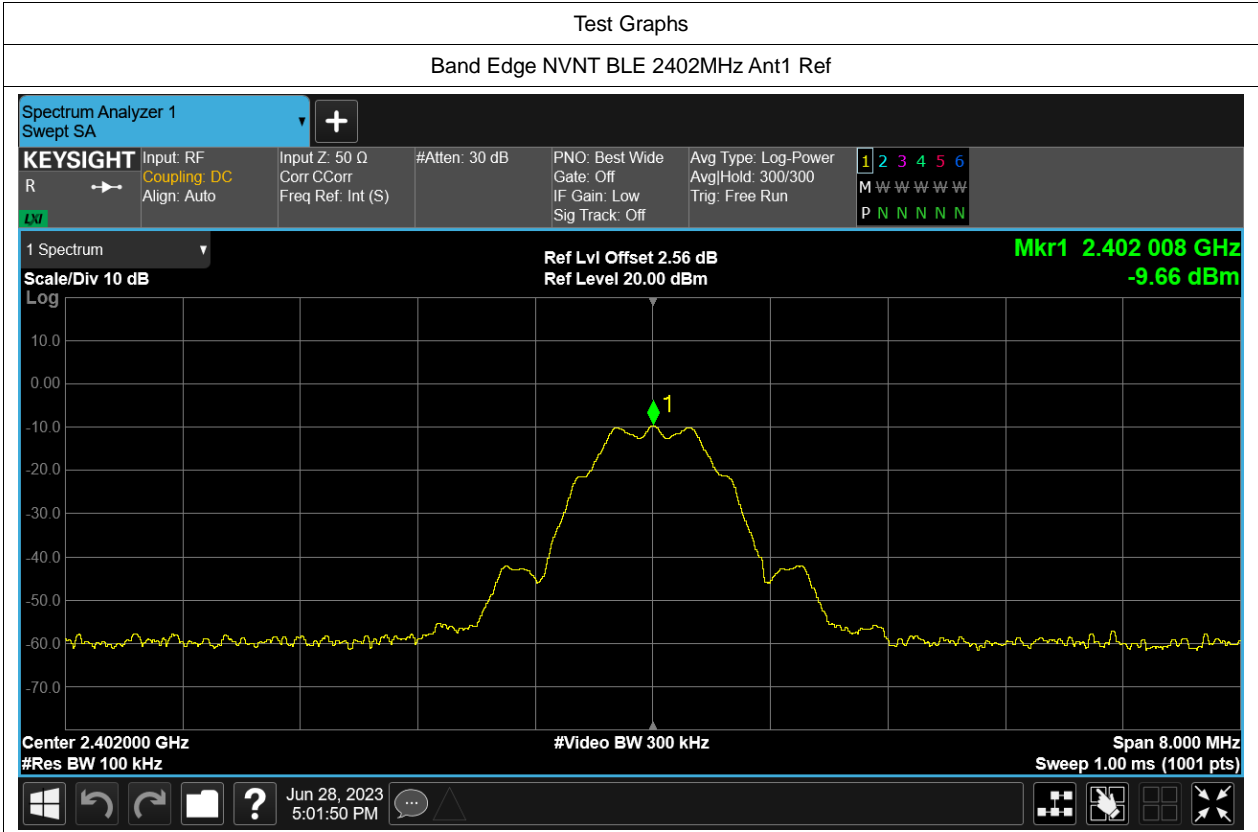 Test Graphs
Band Edge NVNT BLE 2402MHz Ant1 Ref
Spectrum Analyzer 1
Swept SA
+
KEYSIGHT
R
LXI
Input: RF
Coupling: DC
Align: Auto
Input Z: 50 Ω
Corr CCorr
Freq Ref: Int (S)
#Atten: 30 dB
PNO: Best Wide
Gate: Off
IF Gain: Low
Sig Track: Off
Avg Type: Log-Power
Avg|Hold: 300/300
Trig: Free Run
1 2 3 4 5 6
M W W W W W W
P N N N N N N
1 Spectrum
Scale/Div 10 dB
Ref Lvl Offset 2.56 dB
Ref Level 20.00 dBm
Mkr1 2.402 008 GHz
-9.66 dBm
Log
10.0
0.00
-10.0
-20.0
-30.0
-40.0
-50.0
-60.0
-70.0
1
Center 2.402000 GHz
#Res BW 100 kHz
#Video BW 300 kHz
Span 8.000 MHz
Sweep 1.00 ms (1001 pts)
?
Jun 28, 2023
5:01:50 PM